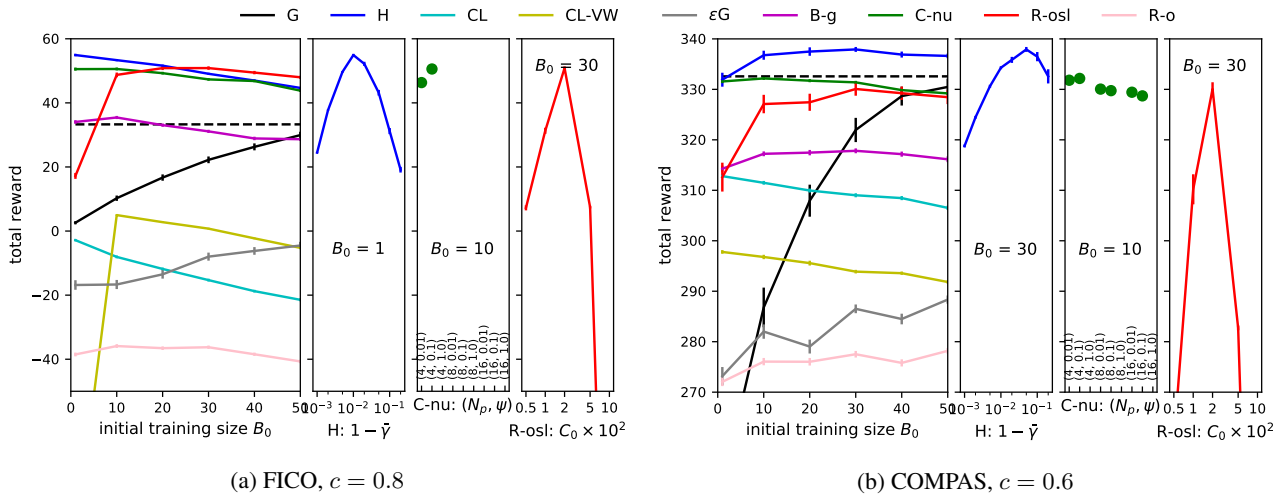 G H CL CL-VW εG B-g C-nu R-osl R-o
60
40
20
0
−20
−40
total reward
0 10 20 30 40 50
initial training size B₀
B₀ = 1
10⁻³ 10⁻² 10⁻¹
H: 1 − γ̄
B₀ = 10
(4, 0.01)
(4, 0.1)
(4, 1.0)
(8, 0.01)
(8, 0.1)
(8, 1.0)
(16, 0.01)
(16, 0.1)
(16, 1.0)
C-nu: (Nₚ, ψ)
B₀ = 30
0.5 1 2 5 10
R-osl: C₀ × 10²
(a) FICO, c = 0.8
340
330
320
310
300
290
280
270
total reward
0 10 20 30 40 50
initial training size B₀
B₀ = 30
10⁻³ 10⁻² 10⁻¹
H: 1 − γ̄
B₀ = 10
(4, 0.01)
(4, 0.1)
(4, 1.0)
(8, 0.01)
(8, 0.1)
(8, 1.0)
(16, 0.01)
(16, 0.1)
(16, 1.0)
C-nu: (Nₚ, ψ)
B₀ = 30
0.5 1 2 5 10
R-osl: C₀ × 10²
(b) COMPAS, c = 0.6